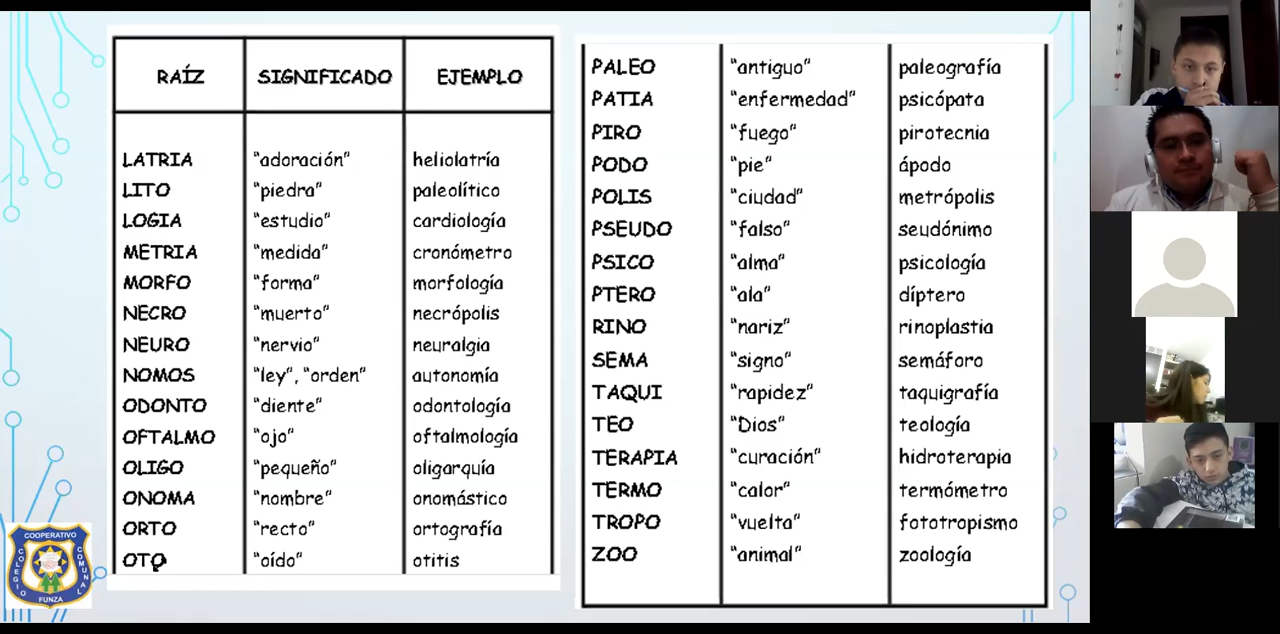 RAÍZ SIGNIFICADO EJEMPLO
LATRIA "adoración" heliolatría
LITO "piedra" paleolítico
LOGIA "estudio" cardiología
METRIA "medida" cronómetro
MORFO "forma" morfología
NECRO "muerto" necrópolis
NEURO "nervio" neuralgia
NOMOS "ley", "orden" autonomía
ODONTO "diente" odontología
OFTALMO "ojo" oftalmología
OLIGO "pequeño" oligarquía
ONOMA "nombre" onomástico
ORTO "recto" ortografía
OTO "oído" otitis
PALEO "antiguo" paleografía
PATIA "enfermedad" psicópata
PIRO "fuego" pirotecnia
PODO "pie" ápodo
POLIS "ciudad" metrópolis
PSEUDO "falso" seudónimo
PSICO "alma" psicología
PTERO "ala" díptero
RINO "nariz" rinoplastia
SEMA "signo" semáforo
TAQUI "rapidez" taquigrafía
TEO "Dios" teología
TERAPIA "curación" hidroterapia
TERMO "calor" termómetro
TROPO "vuelta" fototropismo
ZOO "animal" zoología
COOPERATIVO
COLEGIO
COMUNAL
FUNZA